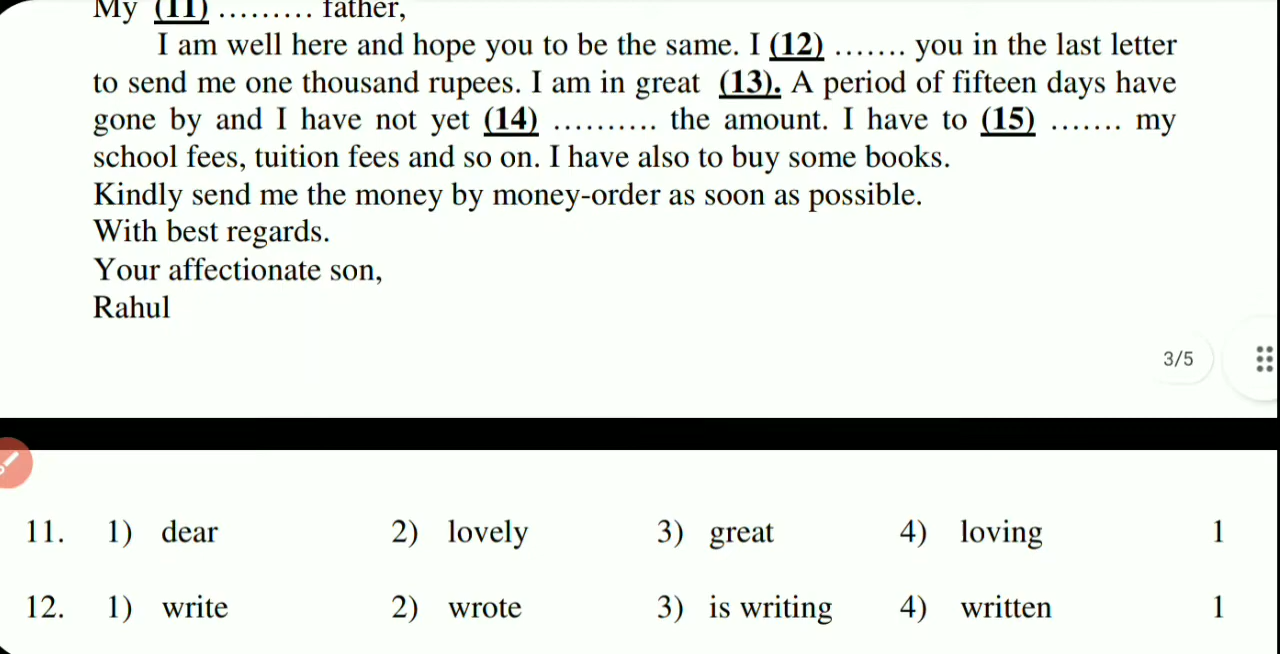 My (11) ......... father,
I am well here and hope you to be the same. I (12) ....... you in the last letter
to send me one thousand rupees. I am in great (13). A period of fifteen days have
gone by and I have not yet (14) .......... the amount. I have to (15) ....... my
school fees, tuition fees and so on. I have also to buy some books.
Kindly send me the money by money-order as soon as possible.
With best regards.
Your affectionate son,
Rahul
3/5
11. 1) dear 2) lovely 3) great 4) loving 1
12. 1) write 2) wrote 3) is writing 4) written 1